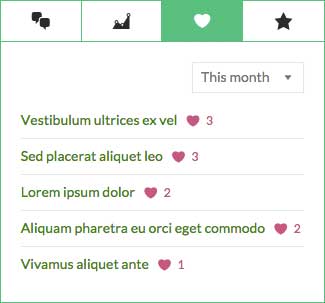 This month
Vestibulum ultrices ex vel 3
Sed placerat aliquet leo 3
Lorem ipsum dolor 2
Aliquam pharetra eu orci eget commodo 2
Vivamus aliquet ante 1